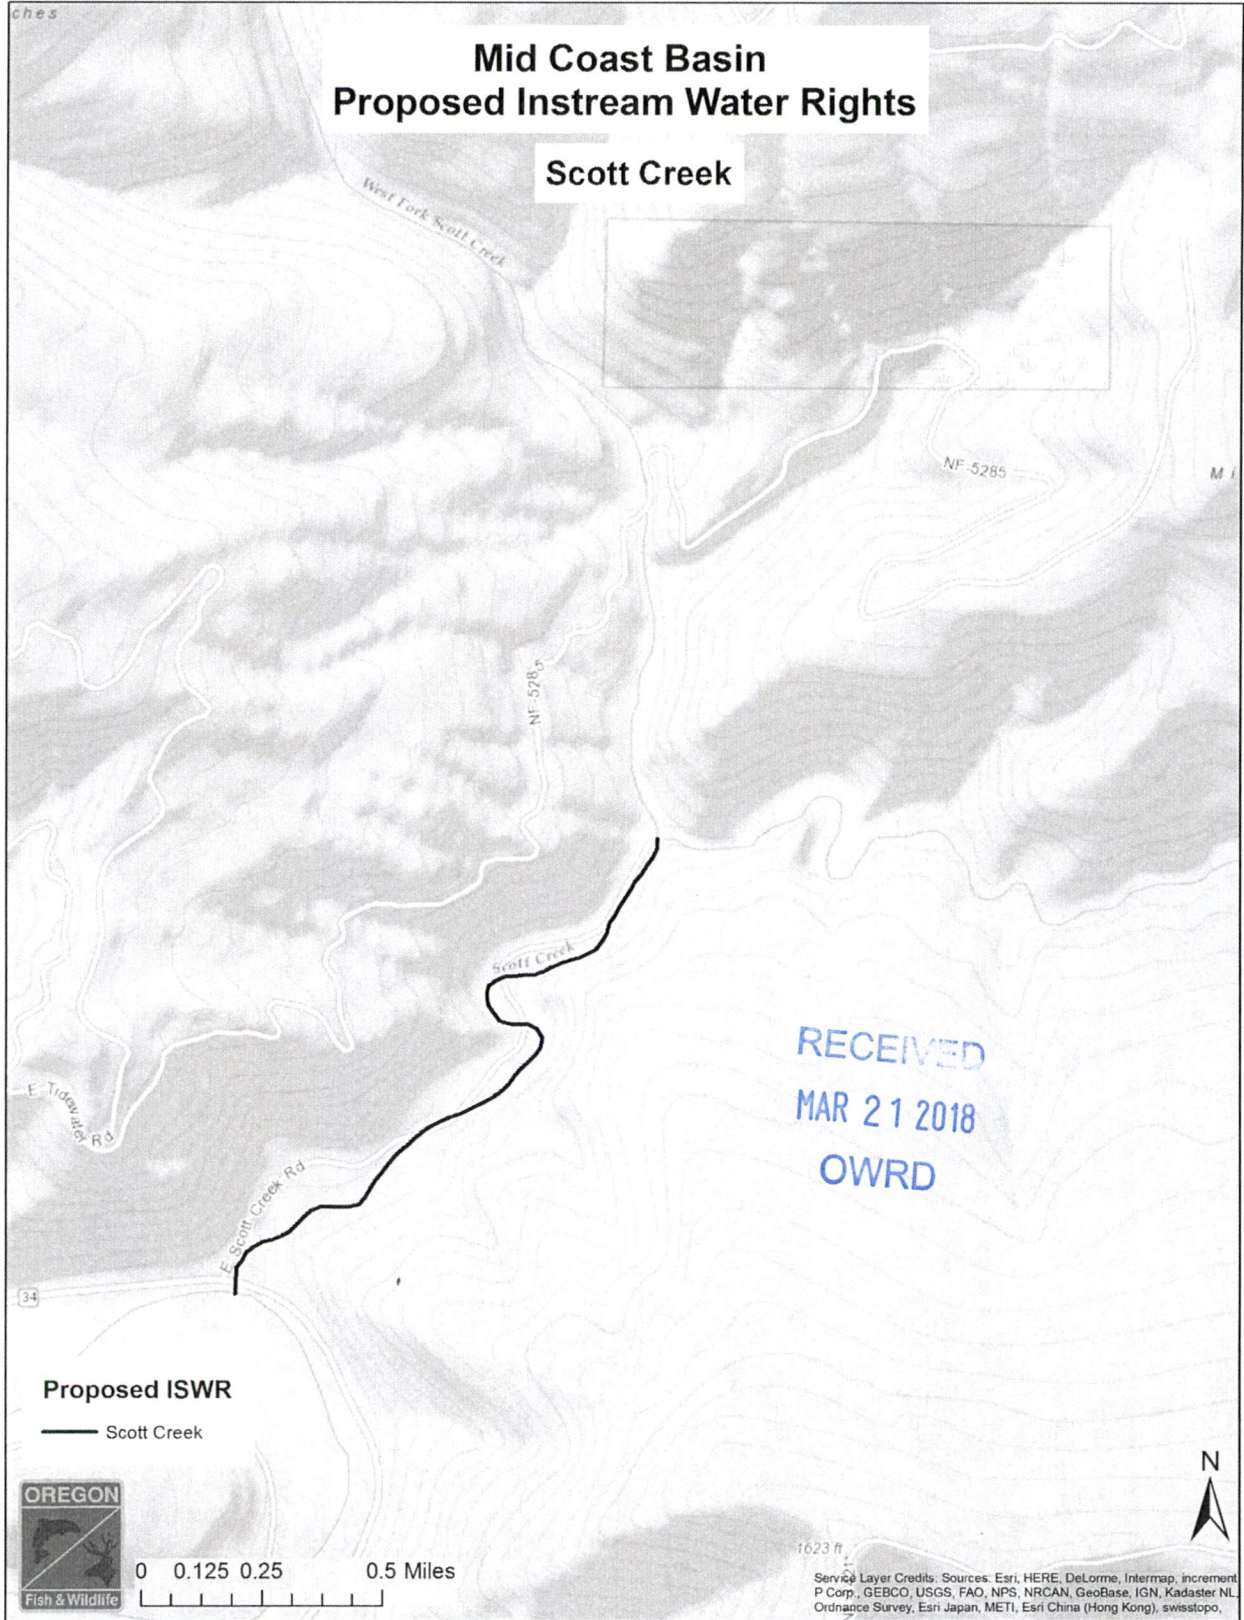 ches
Mid Coast Basin
Proposed Instream Water Rights
Scott Creek
West Fork Scott Creek
NF-5285
M i
NF-5285
Scott Creek
RECEIVED
MAR 21 2018
OWRD
E Tidewater Rd
E Scott Creek Rd
34
Proposed ISWR
Scott Creek
N
OREGON
Fish & Wildlife
0 0.125 0.25 0.5 Miles
1623 ft
Service Layer Credits: Sources: Esri, HERE, DeLorme, Intermap, increment
P Corp., GEBCO, USGS, FAO, NPS, NRCAN, GeoBase, IGN, Kadaster NL,
Ordnance Survey, Esri Japan, METI, Esri China (Hong Kong), swisstopo,